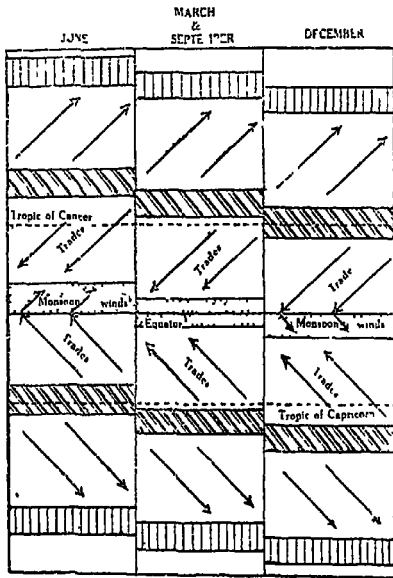 MARCH
&
JUNE SEPTEMBER DECEMBER
Tropic of Cancer
Trades Trades Trade
Monsoon winds
Equator Monsoon winds
Trades Trades Trades
Tropic of Capricorn